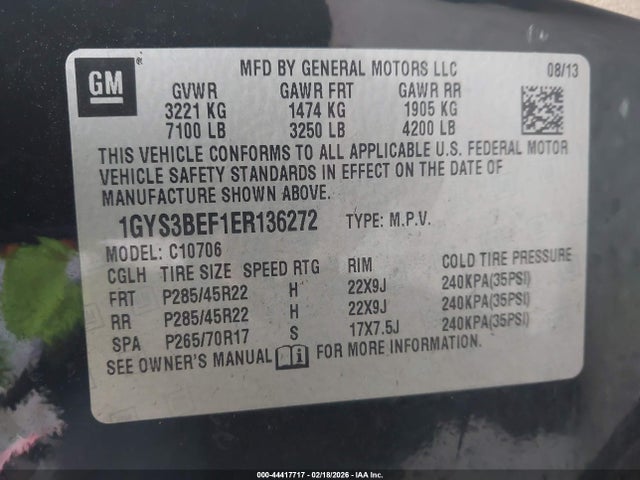 GM
MFD BY GENERAL MOTORS LLC 08/13
GVWR GAWR FRT GAWR RR
3221 KG 1474 KG 1905 KG
7100 LB 3250 LB 4200 LB
THIS VEHICLE CONFORMS TO ALL APPLICABLE U.S. FEDERAL MOTOR
VEHICLE SAFETY STANDARDS IN EFFECT ON THE DATE OF
MANUFACTURE SHOWN ABOVE.
1GYS3BEF1ER136272 TYPE: M.P.V.
MODEL: C10706
CGLH TIRE SIZE SPEED RTG RIM COLD TIRE PRESSURE
FRT P285/45R22 H 22X9J 240KPA(35PSI)
RR P285/45R22 H 22X9J 240KPA(35PSI)
SPA P265/70R17 S 17X7.5J 240KPA(35PSI)
SEE OWNER'S MANUAL FOR MORE INFORMATION.
000-44417717 - 02/18/2026 - IAA Inc.